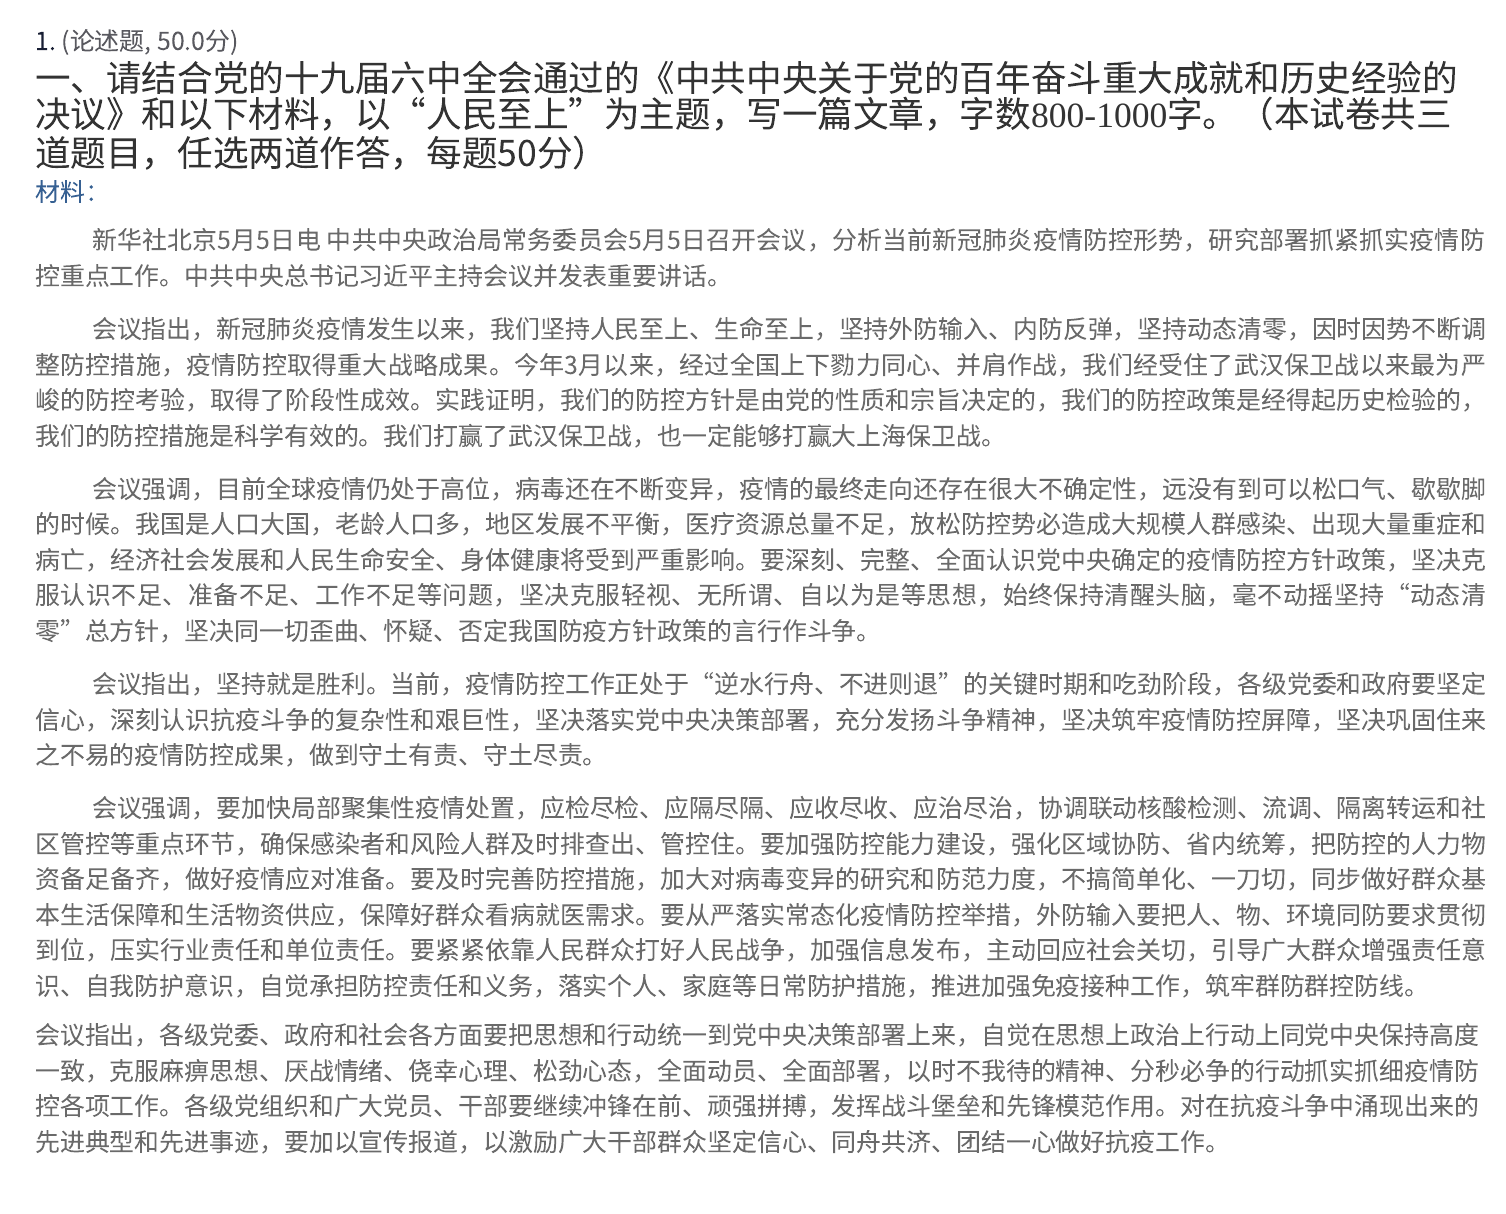 1. (论述题, 50.0分)
一、请结合党的十九届六中全会通过的《中共中央关于党的百年奋斗重大成就和历史经验的
决议》和以下材料，以“人民至上”为主题，写一篇文章，字数800-1000字。（本试卷共三
道题目，任选两道作答，每题50分）
材料：
新华社北京5月5日电 中共中央政治局常务委员会5月5日召开会议，分析当前新冠肺炎疫情防控形势，研究部署抓紧抓实疫情防
控重点工作。中共中央总书记习近平主持会议并发表重要讲话。
会议指出，新冠肺炎疫情发生以来，我们坚持人民至上、生命至上，坚持外防输入、内防反弹，坚持动态清零，因时因势不断调
整防控措施，疫情防控取得重大战略成果。今年3月以来，经过全国上下勠力同心、并肩作战，我们经受住了武汉保卫战以来最为严
峻的防控考验，取得了阶段性成效。实践证明，我们的防控方针是由党的性质和宗旨决定的，我们的防控政策是经得起历史检验的，
我们的防控措施是科学有效的。我们打赢了武汉保卫战，也一定能够打赢大上海保卫战。
会议强调，目前全球疫情仍处于高位，病毒还在不断变异，疫情的最终走向还存在很大不确定性，远没有到可以松口气、歇歇脚
的时候。我国是人口大国，老龄人口多，地区发展不平衡，医疗资源总量不足，放松防控势必造成大规模人群感染、出现大量重症和
病亡，经济社会发展和人民生命安全、身体健康将受到严重影响。要深刻、完整、全面认识党中央确定的疫情防控方针政策，坚决克
服认识不足、准备不足、工作不足等问题，坚决克服轻视、无所谓、自以为是等思想，始终保持清醒头脑，毫不动摇坚持“动态清
零”总方针，坚决同一切歪曲、怀疑、否定我国防疫方针政策的言行作斗争。
会议指出，坚持就是胜利。当前，疫情防控工作正处于“逆水行舟、不进则退”的关键时期和吃劲阶段，各级党委和政府要坚定
信心，深刻认识抗疫斗争的复杂性和艰巨性，坚决落实党中央决策部署，充分发扬斗争精神，坚决筑牢疫情防控屏障，坚决巩固住来
之不易的疫情防控成果，做到守土有责、守土尽责。
会议强调，要加快局部聚集性疫情处置，应检尽检、应隔尽隔、应收尽收、应治尽治，协调联动核酸检测、流调、隔离转运和社
区管控等重点环节，确保感染者和风险人群及时排查出、管控住。要加强防控能力建设，强化区域协防、省内统筹，把防控的人力物
资备足备齐，做好疫情应对准备。要及时完善防控措施，加大对病毒变异的研究和防范力度，不搞简单化、一刀切，同步做好群众基
本生活保障和生活物资供应，保障好群众看病就医需求。要从严落实常态化疫情防控举措，外防输入要把人、物、环境同防要求贯彻
到位，压实行业责任和单位责任。要紧紧依靠人民群众打好人民战争，加强信息发布，主动回应社会关切，引导广大群众增强责任意
识、自我防护意识，自觉承担防控责任和义务，落实个人、家庭等日常防护措施，推进加强免疫接种工作，筑牢群防群控防线。
会议指出，各级党委、政府和社会各方面要把思想和行动统一到党中央决策部署上来，自觉在思想上政治上行动上同党中央保持高度
一致，克服麻痹思想、厌战情绪、侥幸心理、松劲心态，全面动员、全面部署，以时不我待的精神、分秒必争的行动抓实抓细疫情防
控各项工作。各级党组织和广大党员、干部要继续冲锋在前、顽强拼搏，发挥战斗堡垒和先锋模范作用。对在抗疫斗争中涌现出来的
先进典型和先进事迹，要加以宣传报道，以激励广大干部群众坚定信心、同舟共济、团结一心做好抗疫工作。